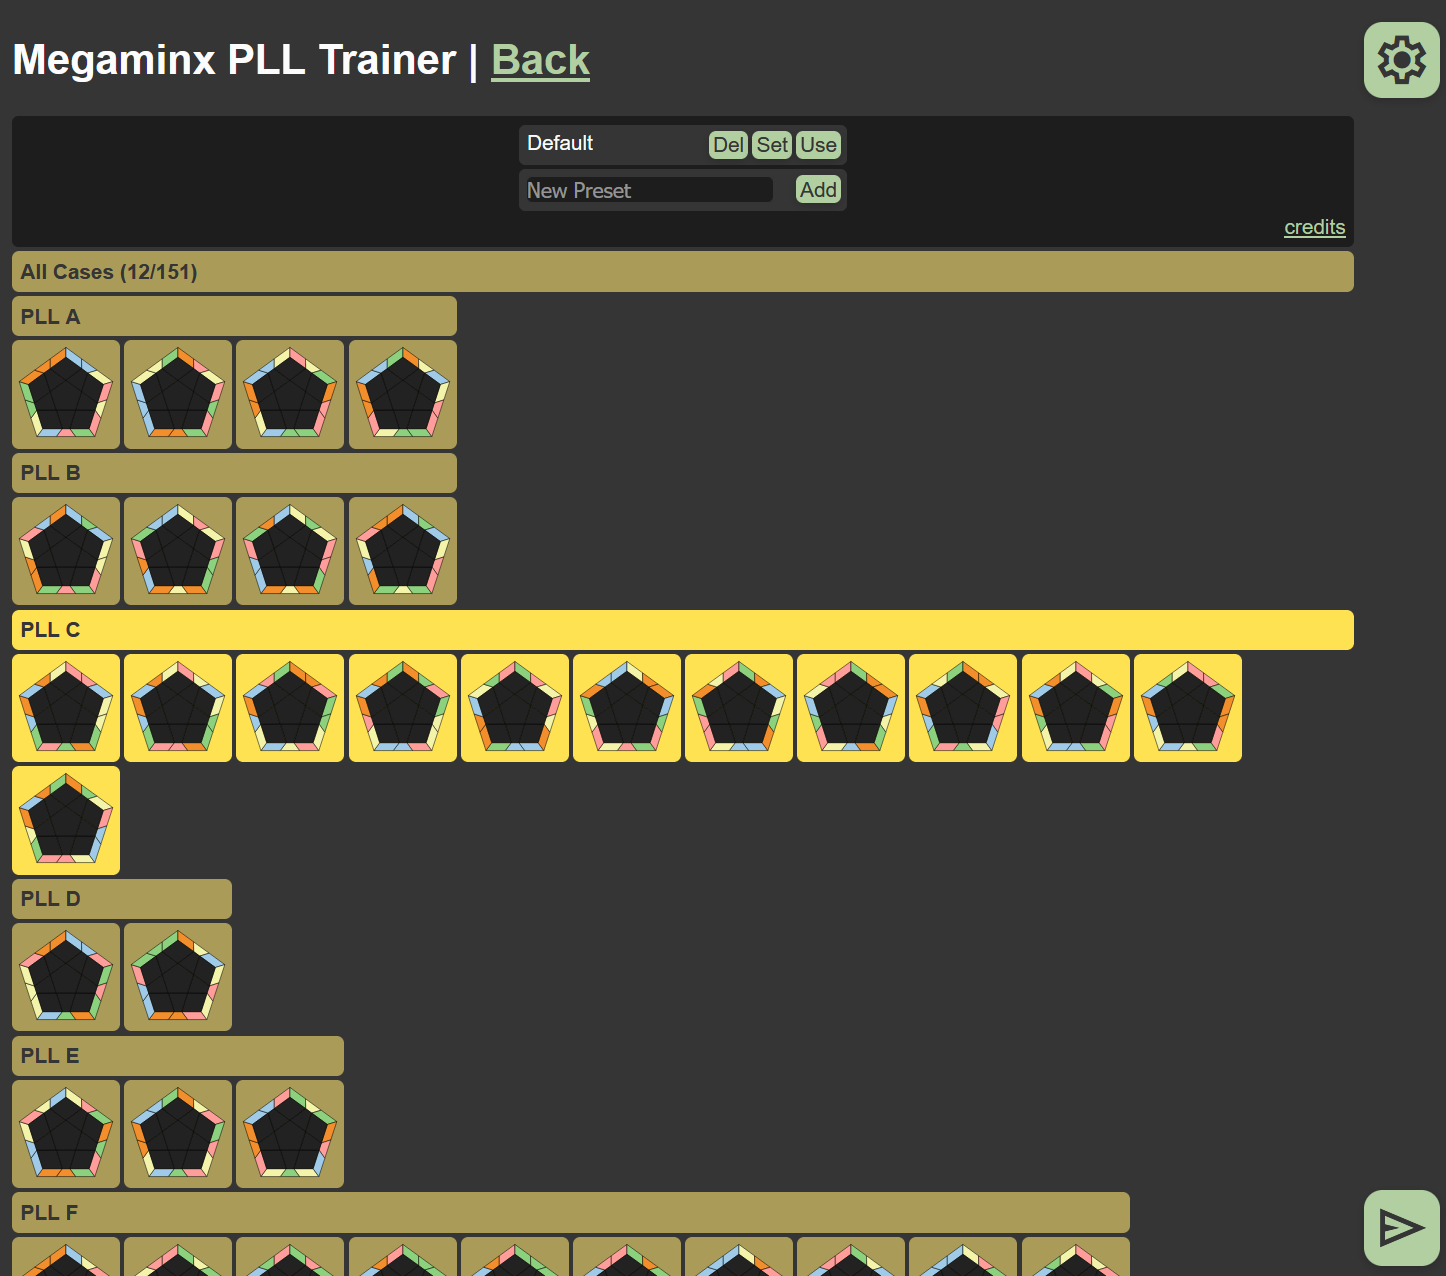 Megaminx PLL Trainer | Back
Default Del Set Use
New Preset Add
credits
All Cases (12/151)
PLL A
PLL B
PLL C
PLL D
PLL E
PLL F